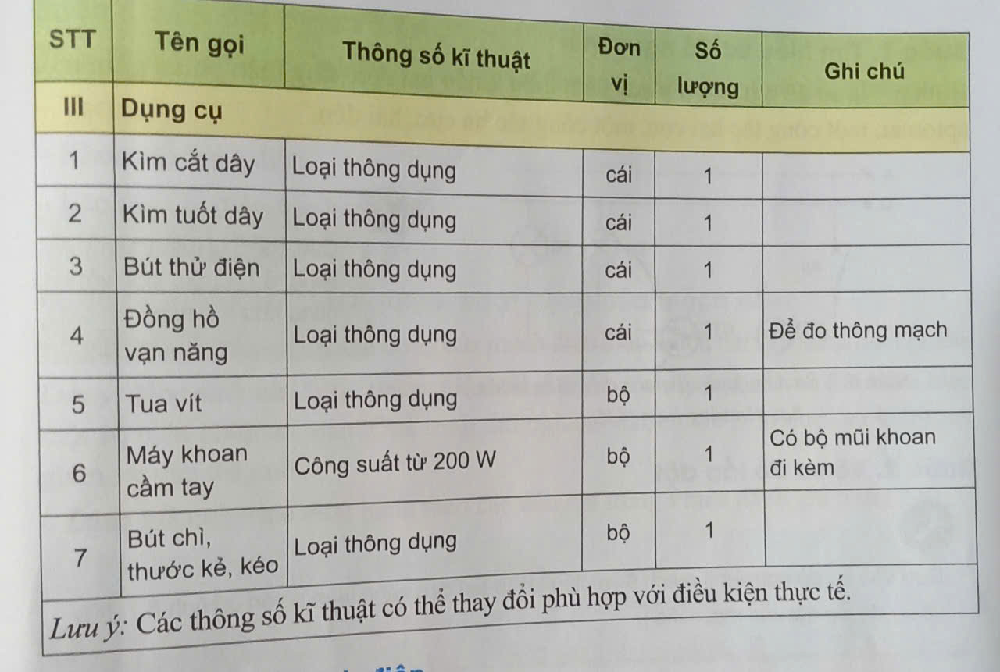 STT Tên gọi Thông số kĩ thuật Đơn vị Số lượng Ghi chú
III Dụng cụ
1 Kìm cắt dây Loại thông dụng cái 1
2 Kìm tuốt dây Loại thông dụng cái 1
3 Bút thử điện Loại thông dụng cái 1
4 Đồng hồ vạn năng Loại thông dụng cái 1 Để đo thông mạch
5 Tua vít Loại thông dụng bộ 1
6 Máy khoan cầm tay Công suất từ 200 W bộ 1 Có bộ mũi khoan đi kèm
7 Bút chì, thước kẻ, kéo Loại thông dụng bộ 1
Lưu ý: Các thông số kĩ thuật có thể thay đổi phù hợp với điều kiện thực tế.